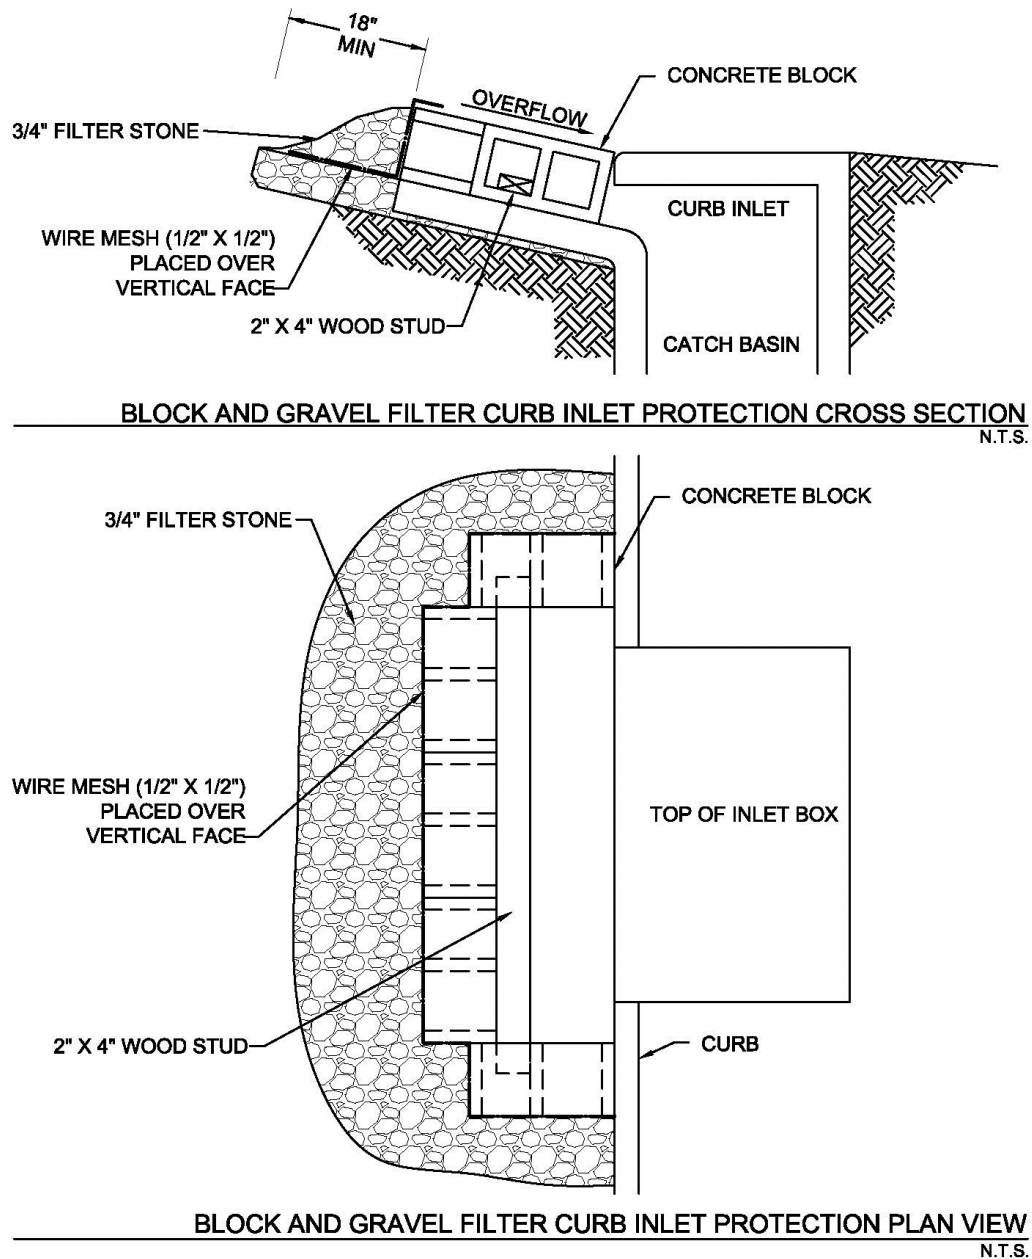 18"
MIN
OVERFLOW
CONCRETE BLOCK
3/4" FILTER STONE
CURB INLET
WIRE MESH (1/2" X 1/2")
PLACED OVER
VERTICAL FACE
2" X 4" WOOD STUD
CATCH BASIN
BLOCK AND GRAVEL FILTER CURB INLET PROTECTION CROSS SECTION
N.T.S.
CONCRETE BLOCK
3/4" FILTER STONE
WIRE MESH (1/2" X 1/2")
PLACED OVER
VERTICAL FACE
TOP OF INLET BOX
2" X 4" WOOD STUD
CURB
BLOCK AND GRAVEL FILTER CURB INLET PROTECTION PLAN VIEW
N.T.S.